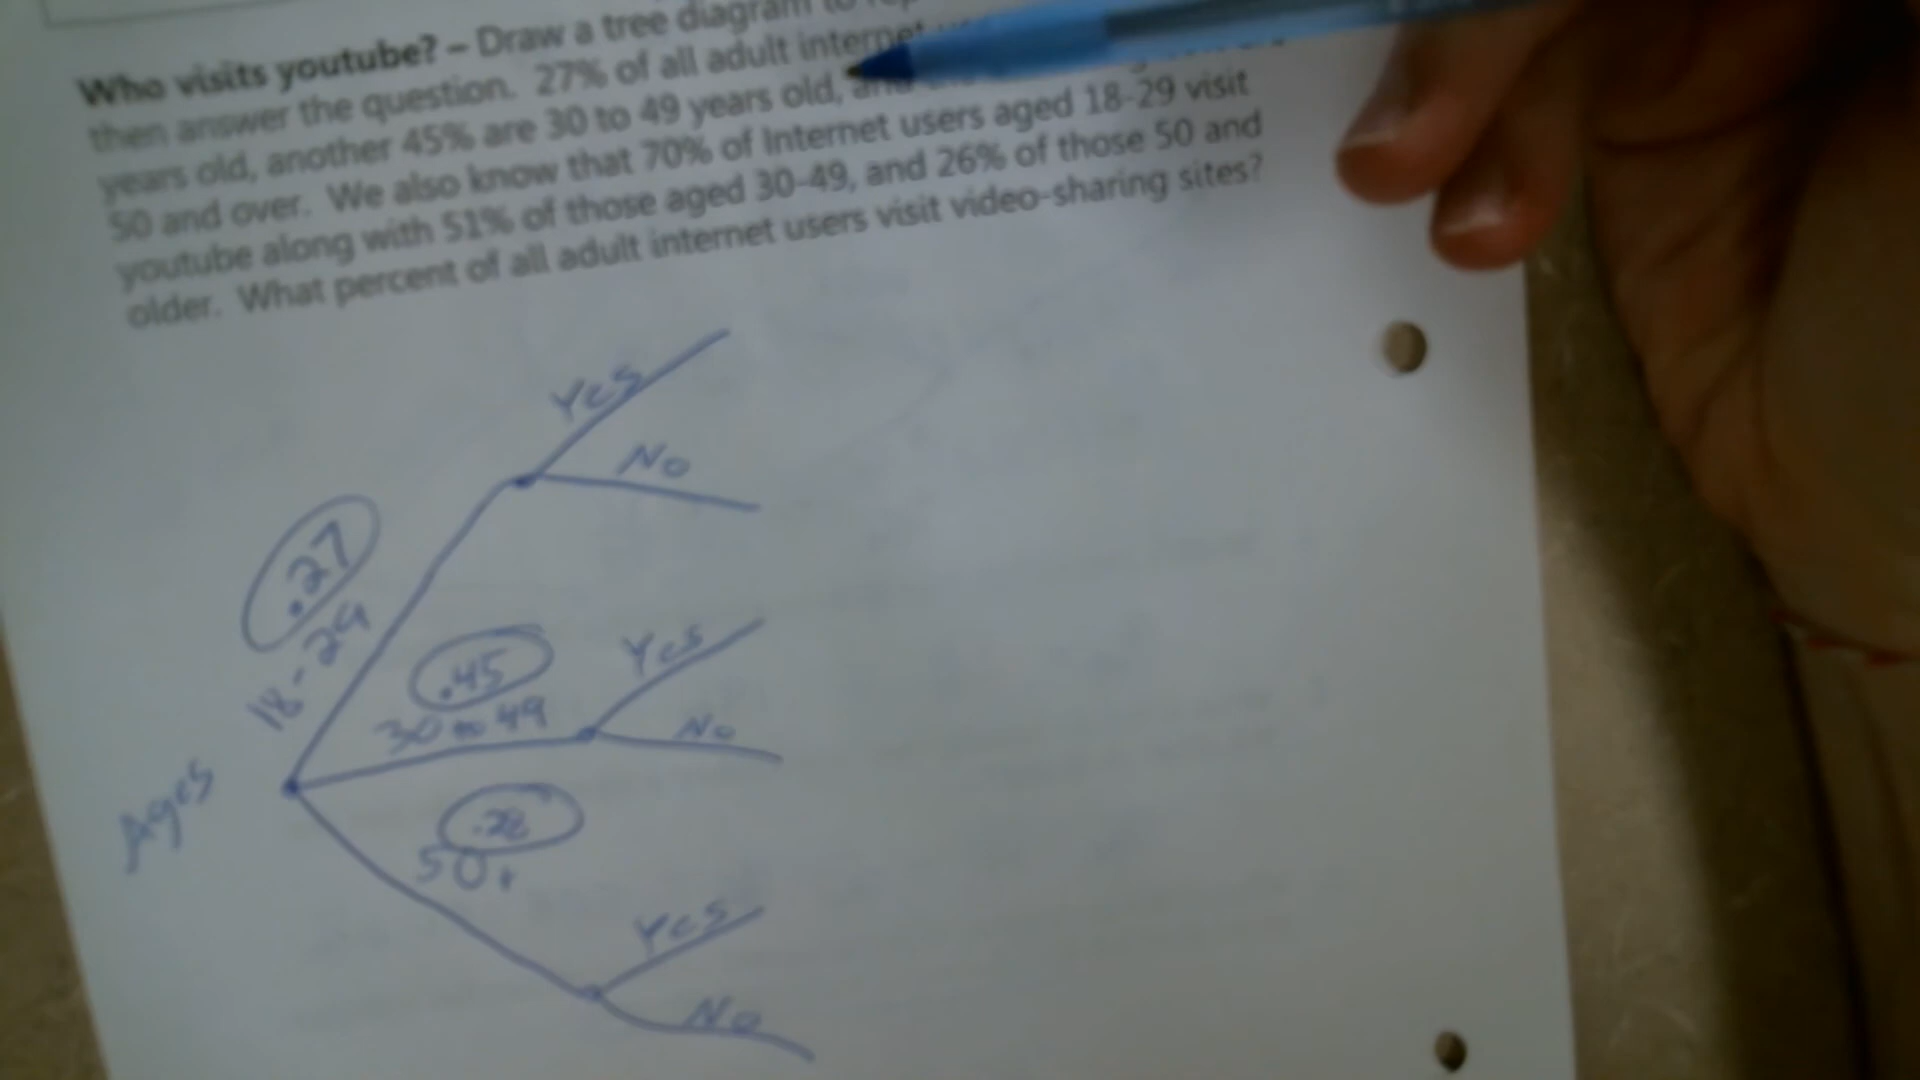 Who visits youtube? – Draw a tree diagram to
then answer the question. 27% of all adult internet
years old, another 45% are 30 to 49 years old,
50 and over. We also know that 70% of Internet users aged 18-29 visit
youtube along with 51% of those aged 30-49, and 26% of those 50 and
older. What percent of all adult internet users visit video-sharing sites?
Yes
No
.27
18-29
.45
30 to 49
Yes
No
Ages
.28
50+
Yes
No